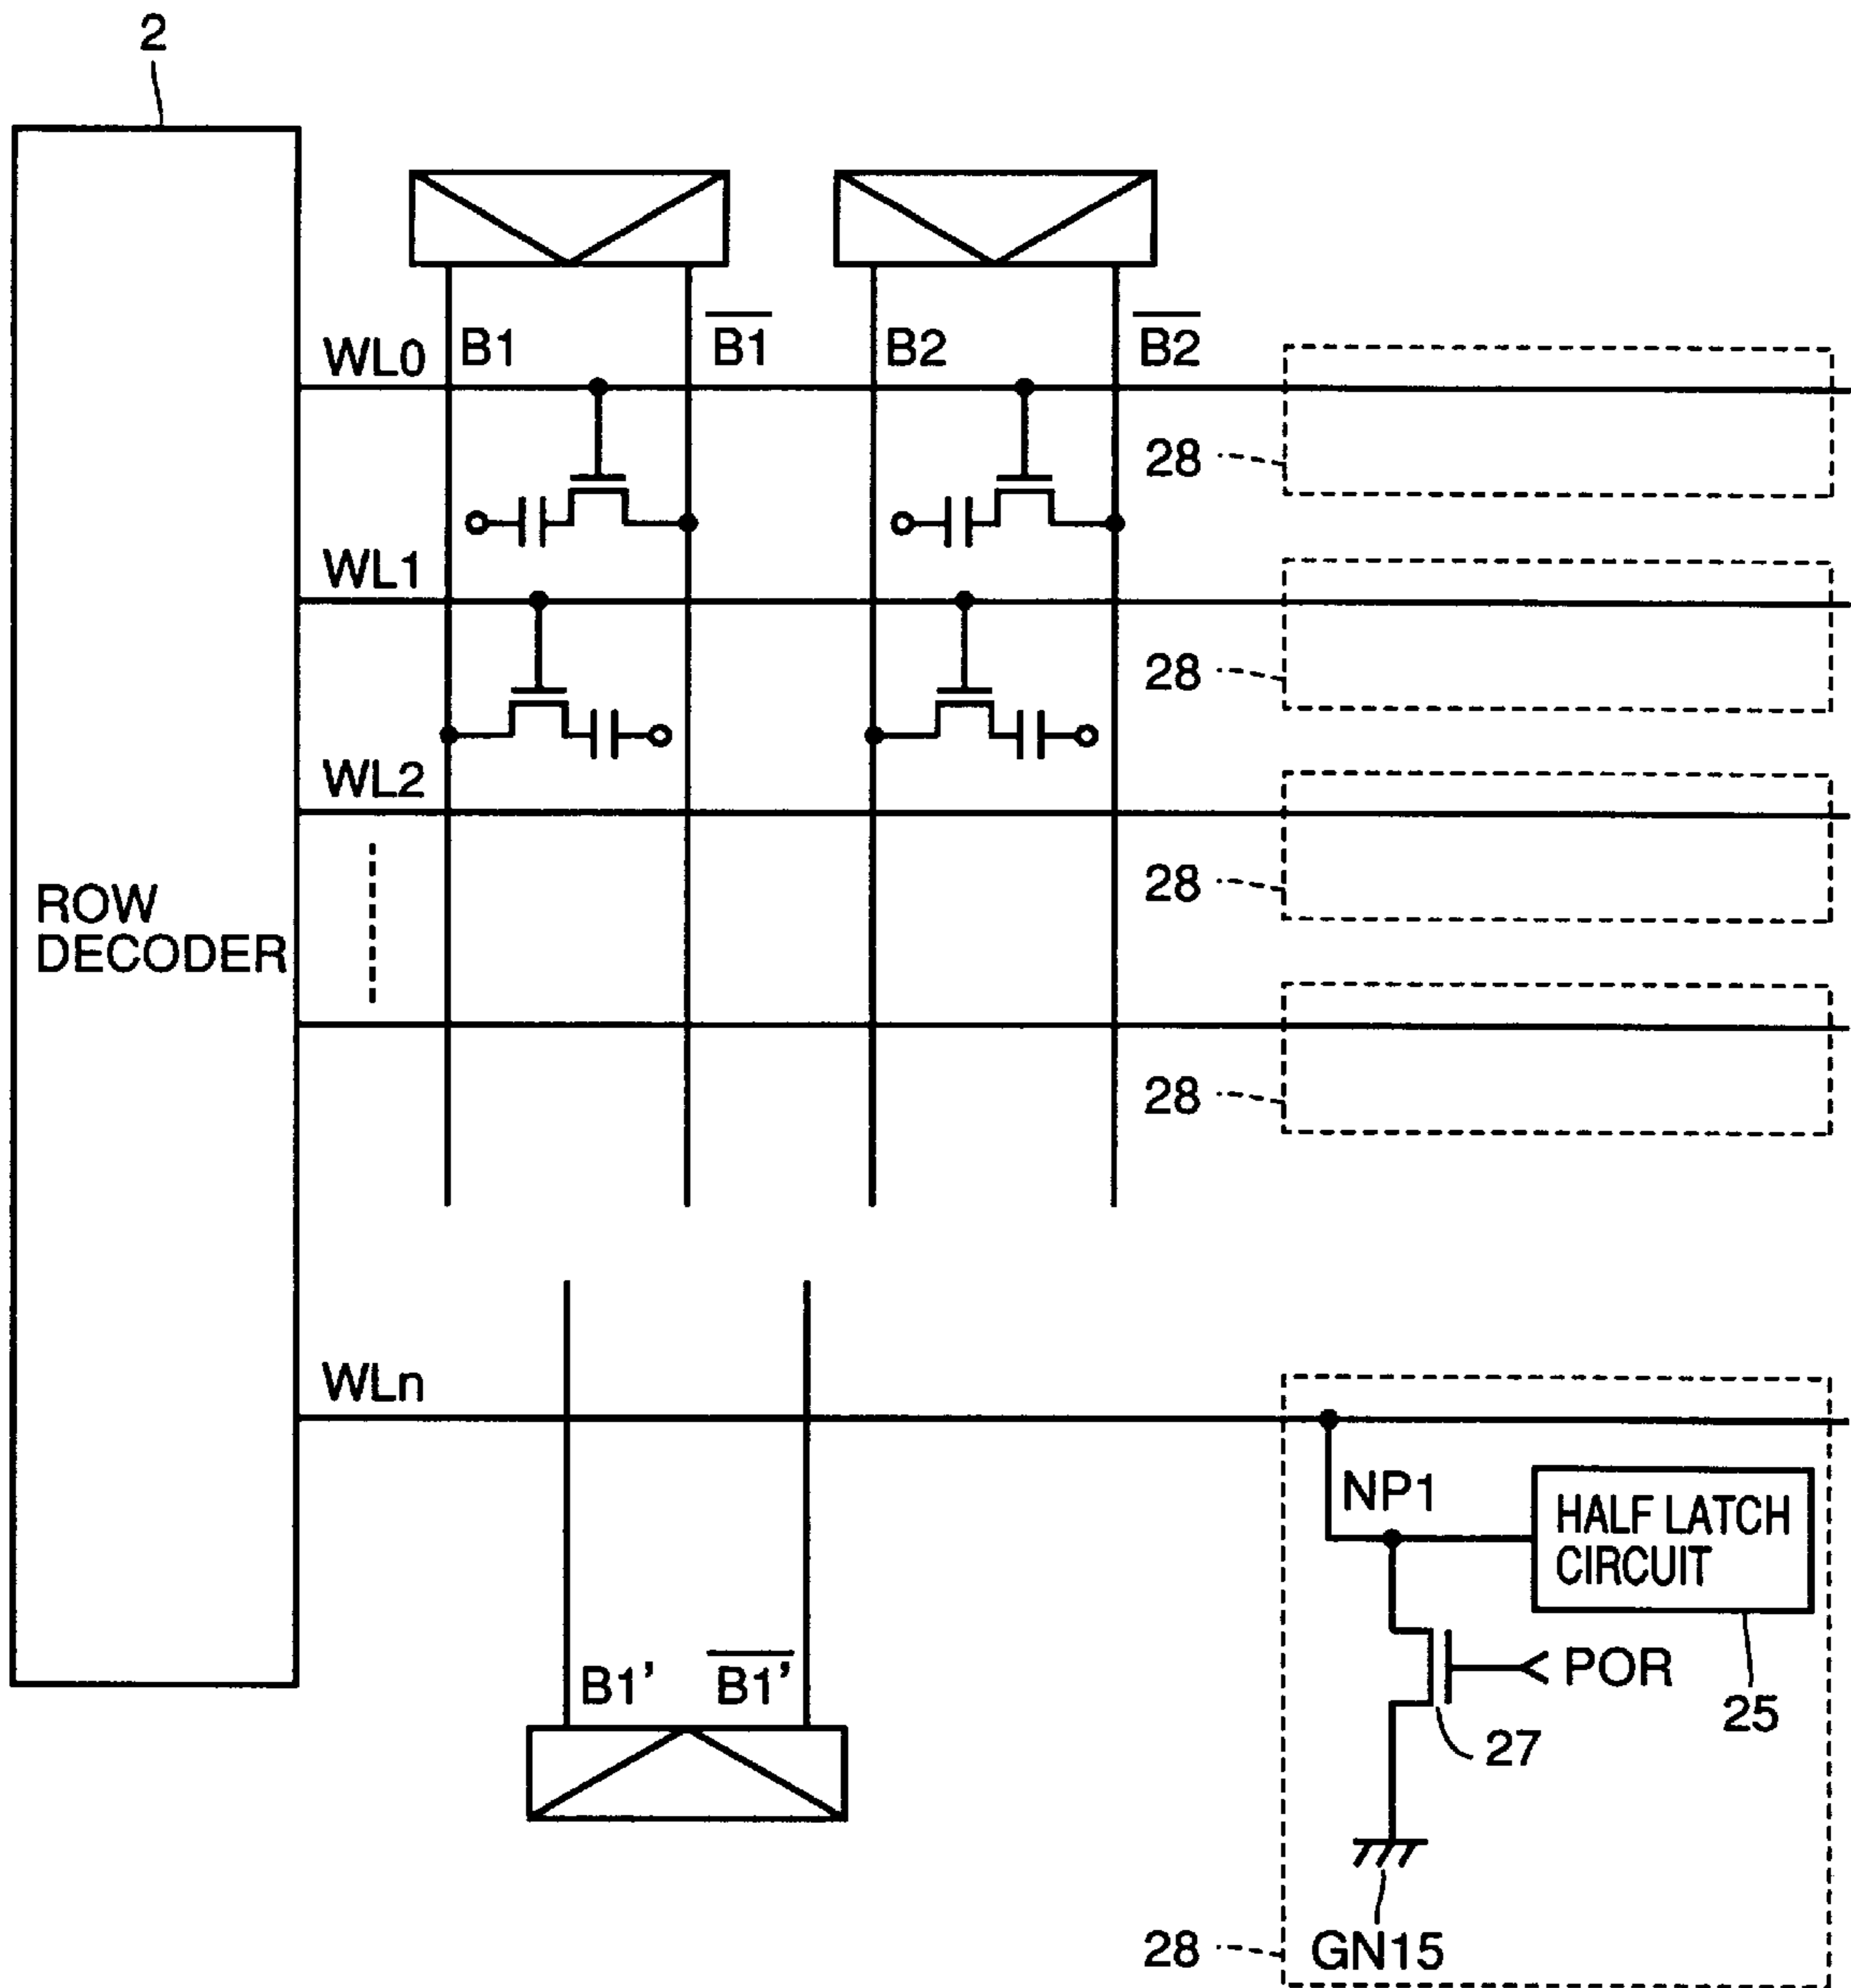 2
B1
B1
B2
B2
WL0
28
WL1
28
WL2
28
ROW
DECODER
28
WLn
NP1
HALF LATCH
CIRCUIT
B1'
B1'
POR
25
27
28
GN15